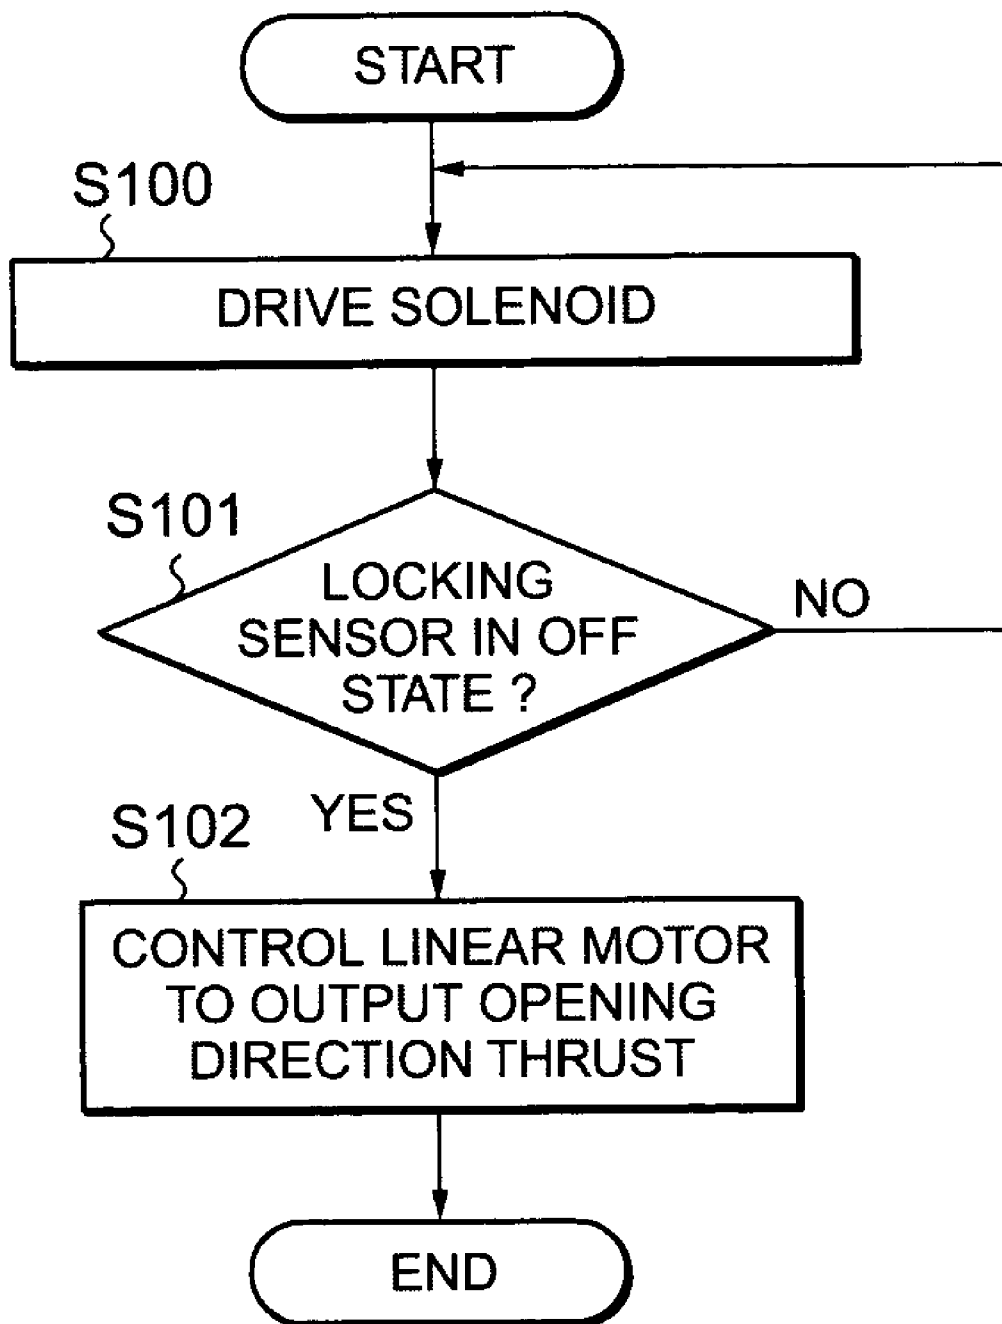 START
S100
DRIVE SOLENOID
S101
LOCKING
SENSOR IN OFF
STATE ?
NO
YES
S102
CONTROL LINEAR MOTOR
TO OUTPUT OPENING
DIRECTION THRUST
END